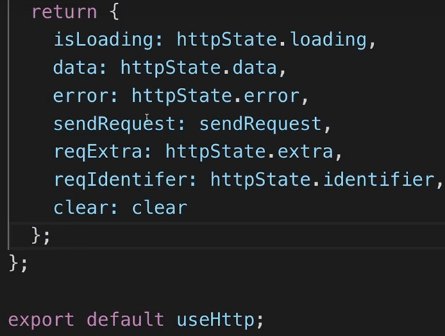 return {
isLoading: httpState.loading,
data: httpState.data,
error: httpState.error,
sendRequest: sendRequest,
reqExtra: httpState.extra,
reqIdentifer: httpState.identifier,
clear: clear
};
};
export default useHttp;